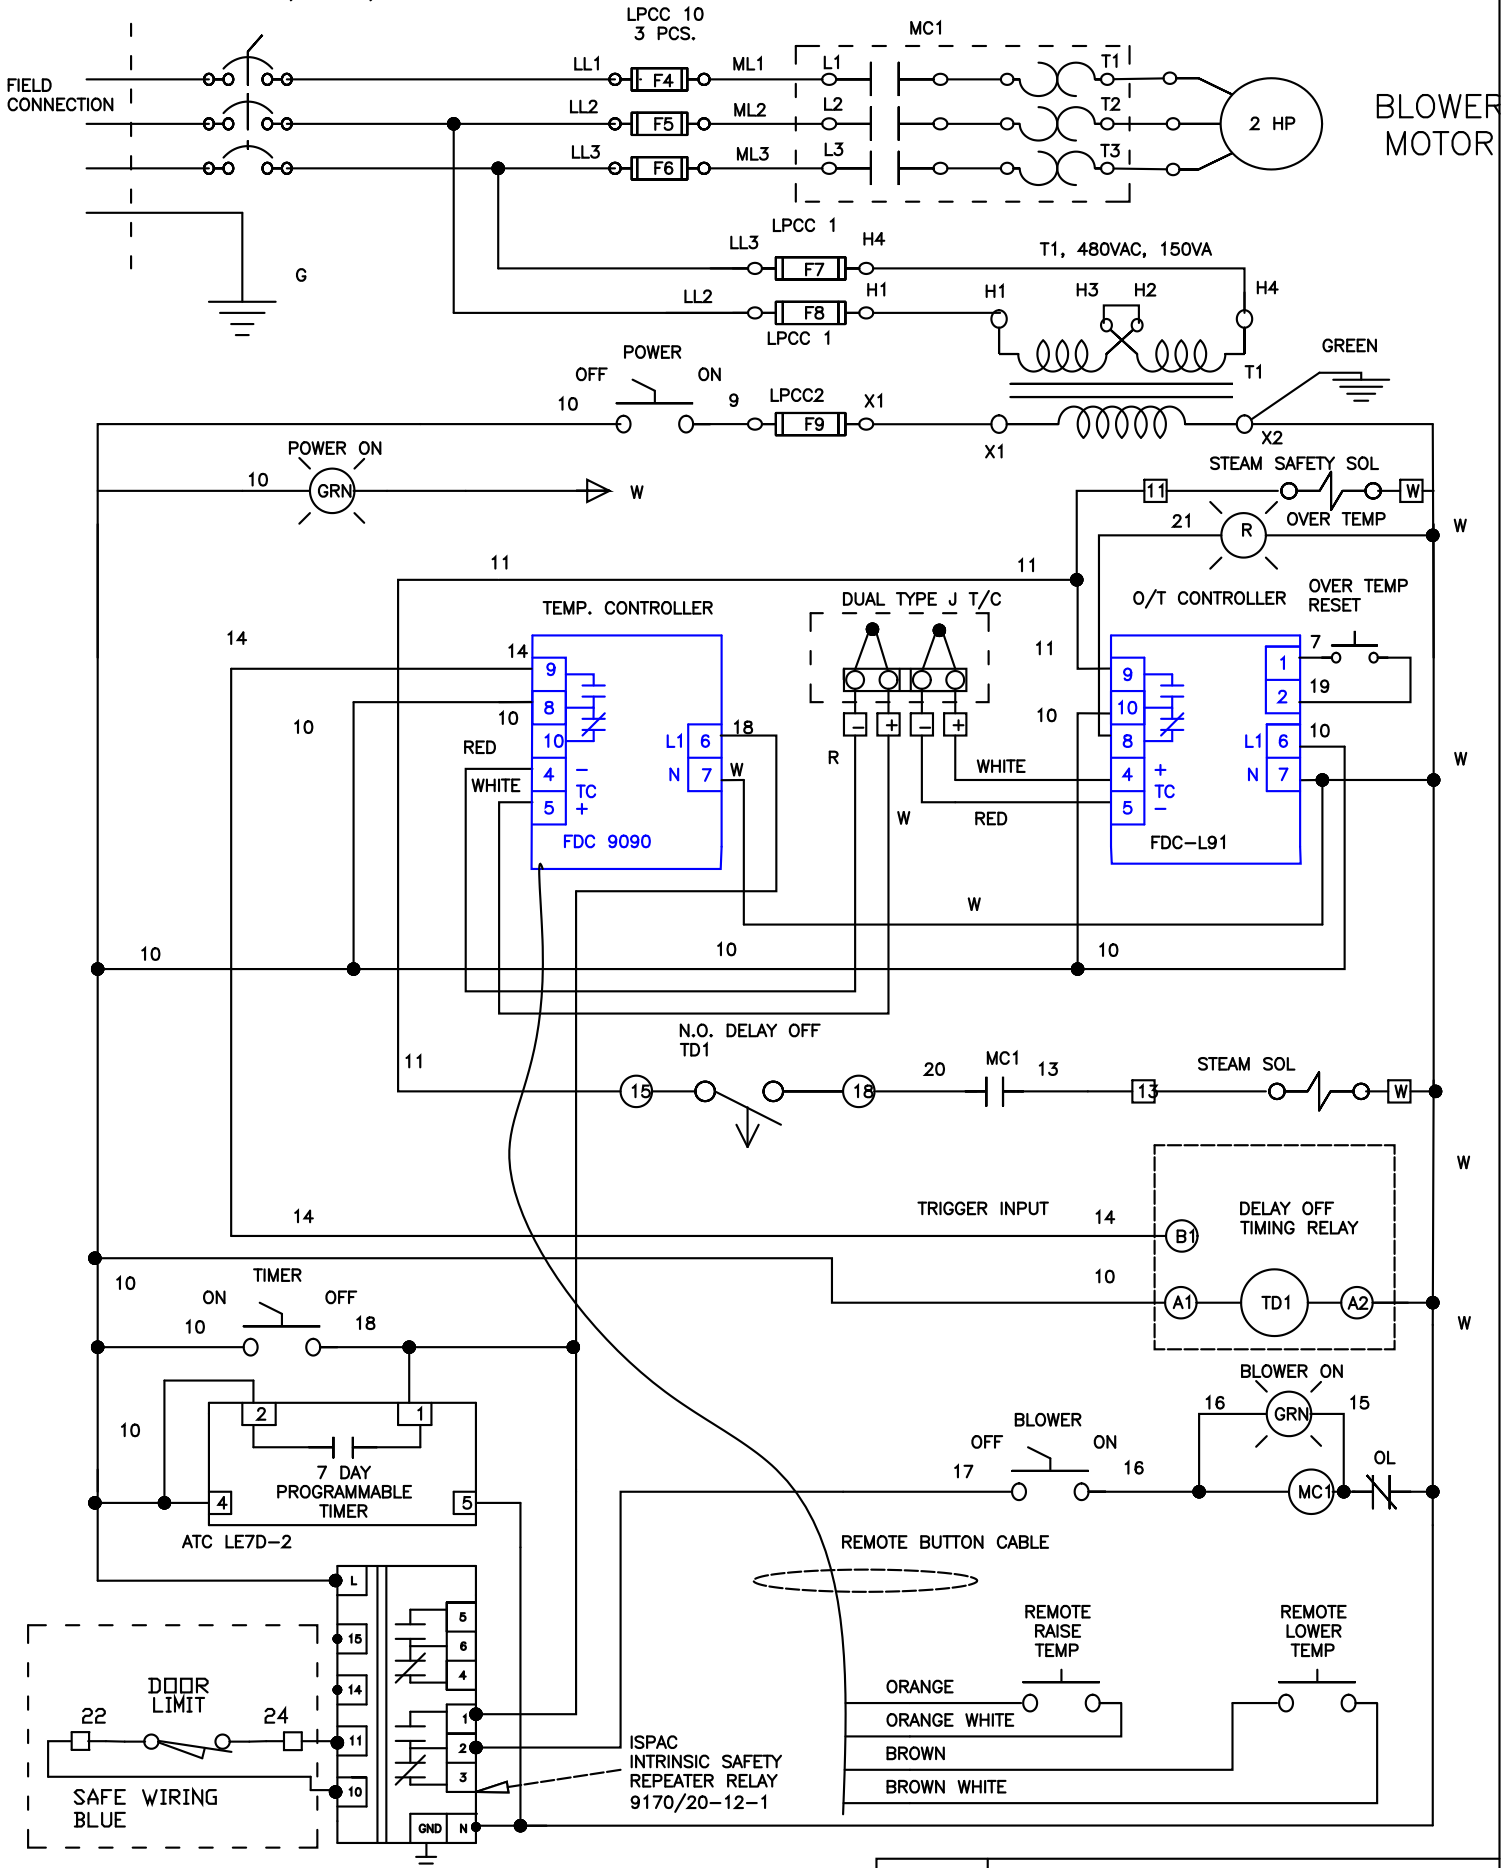 LPCC 10
3 PCS.
MC1
FIELD
CONNECTION
LL1
F4
ML1
L1
T1
LL2
F5
ML2
L2
T2
2 HP
BLOWER
MOTOR
LL3
F6
ML3
L3
T3
G
LPCC 1
LL3
F7
H4
T1, 480VAC, 150VA
LL2
F8
H1
LPCC 1
H1
H3
H2
H4
T1
GREEN
POWER
OFF
ON
10
9
LPCC2
F9
X1
X1
X2
POWER ON
10
GRN
W
STEAM SAFETY SOL
11
W
21
R
OVER TEMP
W
11
11
TEMP. CONTROLLER
DUAL TYPE J T/C
O/T CONTROLLER
OVER TEMP
RESET
14
14
9
8
10
10
10
L1
6
18
N
7
W
RED
4 −
WHITE
TC
5 +
FDC 9090
− + − +
R
W
WHITE
RED
11
10
9
10
8
4 +
TC
5 −
1
7
2
19
L1
6
10
N
7
FDC−L91
W
W
10
10
10
N.O. DELAY OFF
TD1
11
15
18
20
MC1
13
13
STEAM SOL
W
W
14
TRIGGER INPUT
14
B1
DELAY OFF
TIMING RELAY
10
10
A1
TD1
A2
W
TIMER
ON
OFF
10
18
10
2
1
7 DAY
PROGRAMMABLE
TIMER
4
5
ATC LE7D−2
BLOWER ON
16
GRN
15
BLOWER
OFF
ON
17
16
MC1
OL
REMOTE BUTTON CABLE
L
15
14
11
10
5
6
4
1
2
3
GND
N
DOOR
LIMIT
22
24
SAFE WIRING
BLUE
ISPAC
INTRINSIC SAFETY
REPEATER RELAY
9170/20−12−1
REMOTE
RAISE
TEMP
REMOTE
LOWER
TEMP
ORANGE
ORANGE WHITE
BROWN
BROWN WHITE